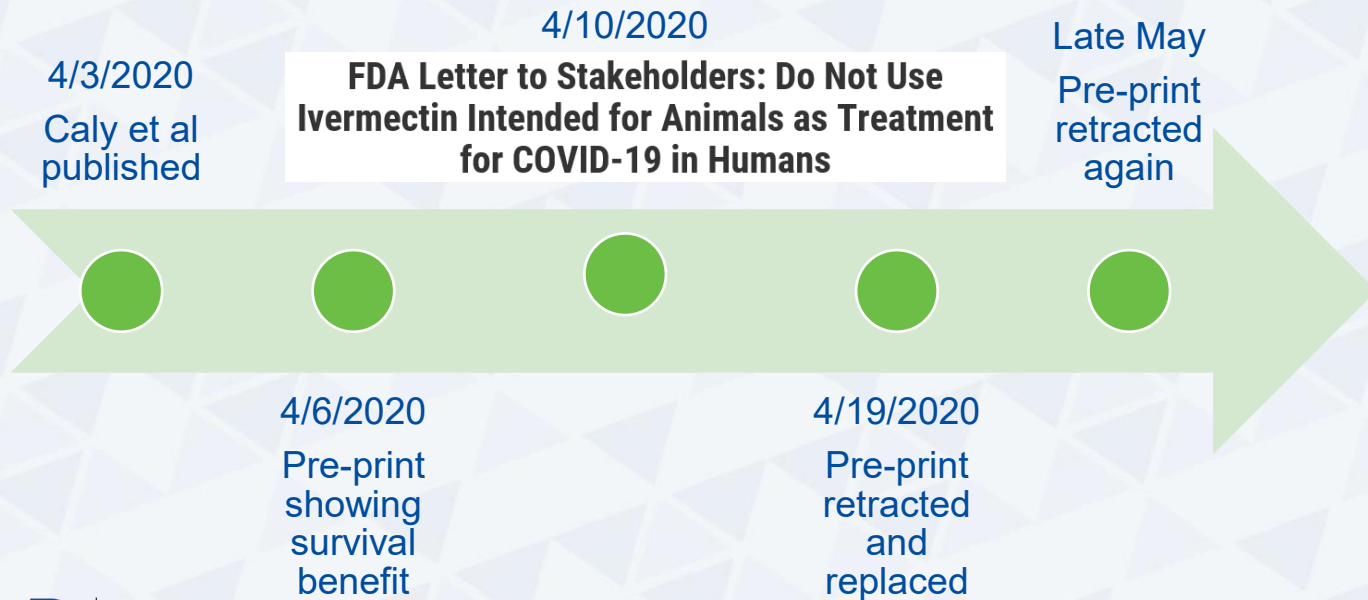 4/3/2020
Caly et al
published
4/6/2020
Pre-print
showing
survival
benefit
4/10/2020
FDA Letter to Stakeholders: Do Not Use
Ivermectin Intended for Animals as Treatment
for COVID-19 in Humans
4/19/2020
Pre-print
retracted
and
replaced
Late May
Pre-print
retracted
again